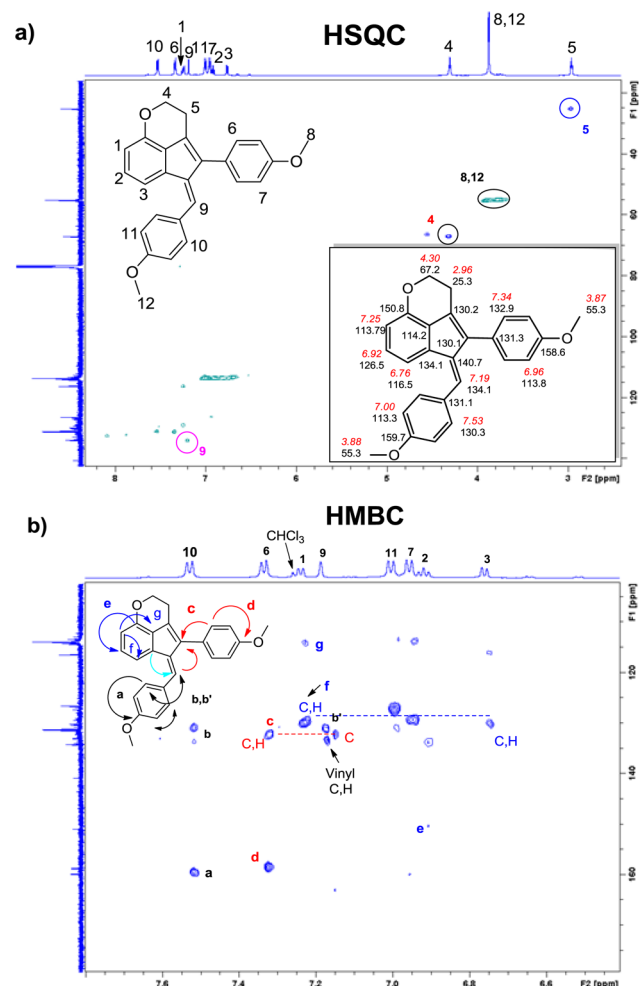 a)
HSQC
1
10 6 9 11 7 2 3
4
8,12
5
4
5
O
1
2
3
6
7
8
O
9
11
10
O
12
5
8,12
4
9
4.30
67.2
2.96
25.3
O
150.8
130.2
7.34
132.9
3.87
55.3
7.25
113.79
114.2
131.3
O
130.1
158.6
6.92
126.5
134.1
140.7
6.76
116.5
7.19
134.1
6.96
113.8
131.1
7.00
113.3
7.53
130.3
3.88
55.3
159.7
O
40
60
80
100
120
F1 [ppm]
8 7 6 5 4 3 F2 [ppm]
b)
HMBC
CHCl3
10 6 1 9 11 7 2 3
e
O
g
c
d
O
f
a
b,b'
O
g
f
C,H
b
c
C,H
b'
C
C,H
Vinyl
C,H
e
d
a
120
140
160
F1 [ppm]
7.8 7.6 7.4 7.2 7.0 6.8 6.6 F2 [ppm]